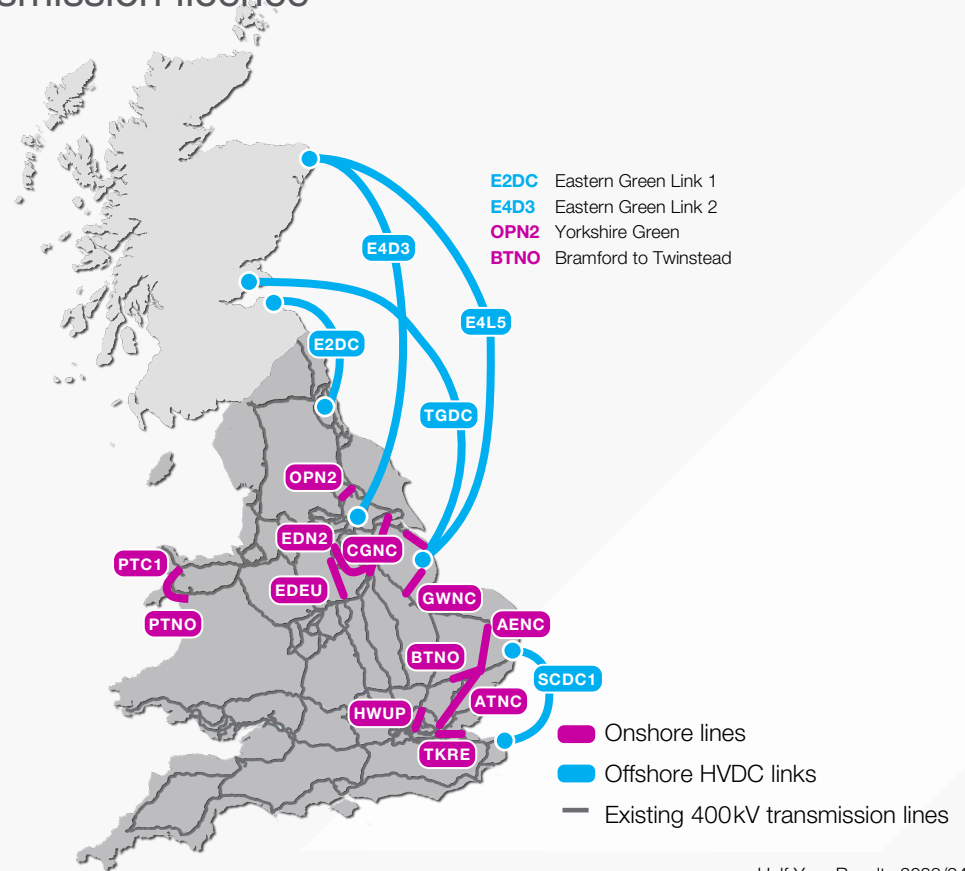 E2DC Eastern Green Link 1
E4D3 Eastern Green Link 2
OPN2 Yorkshire Green
BTNO Bramford to Twinstead
E4D3
E4L5
E2DC
TGDC
OPN2
EDN2
CGNC
PTC1
EDEU
GWNC
PTNO
AENC
BTNO
SCDC1
ATNC
HWUP
TKRE
Onshore lines
Offshore HVDC links
Existing 400kV transmission lines